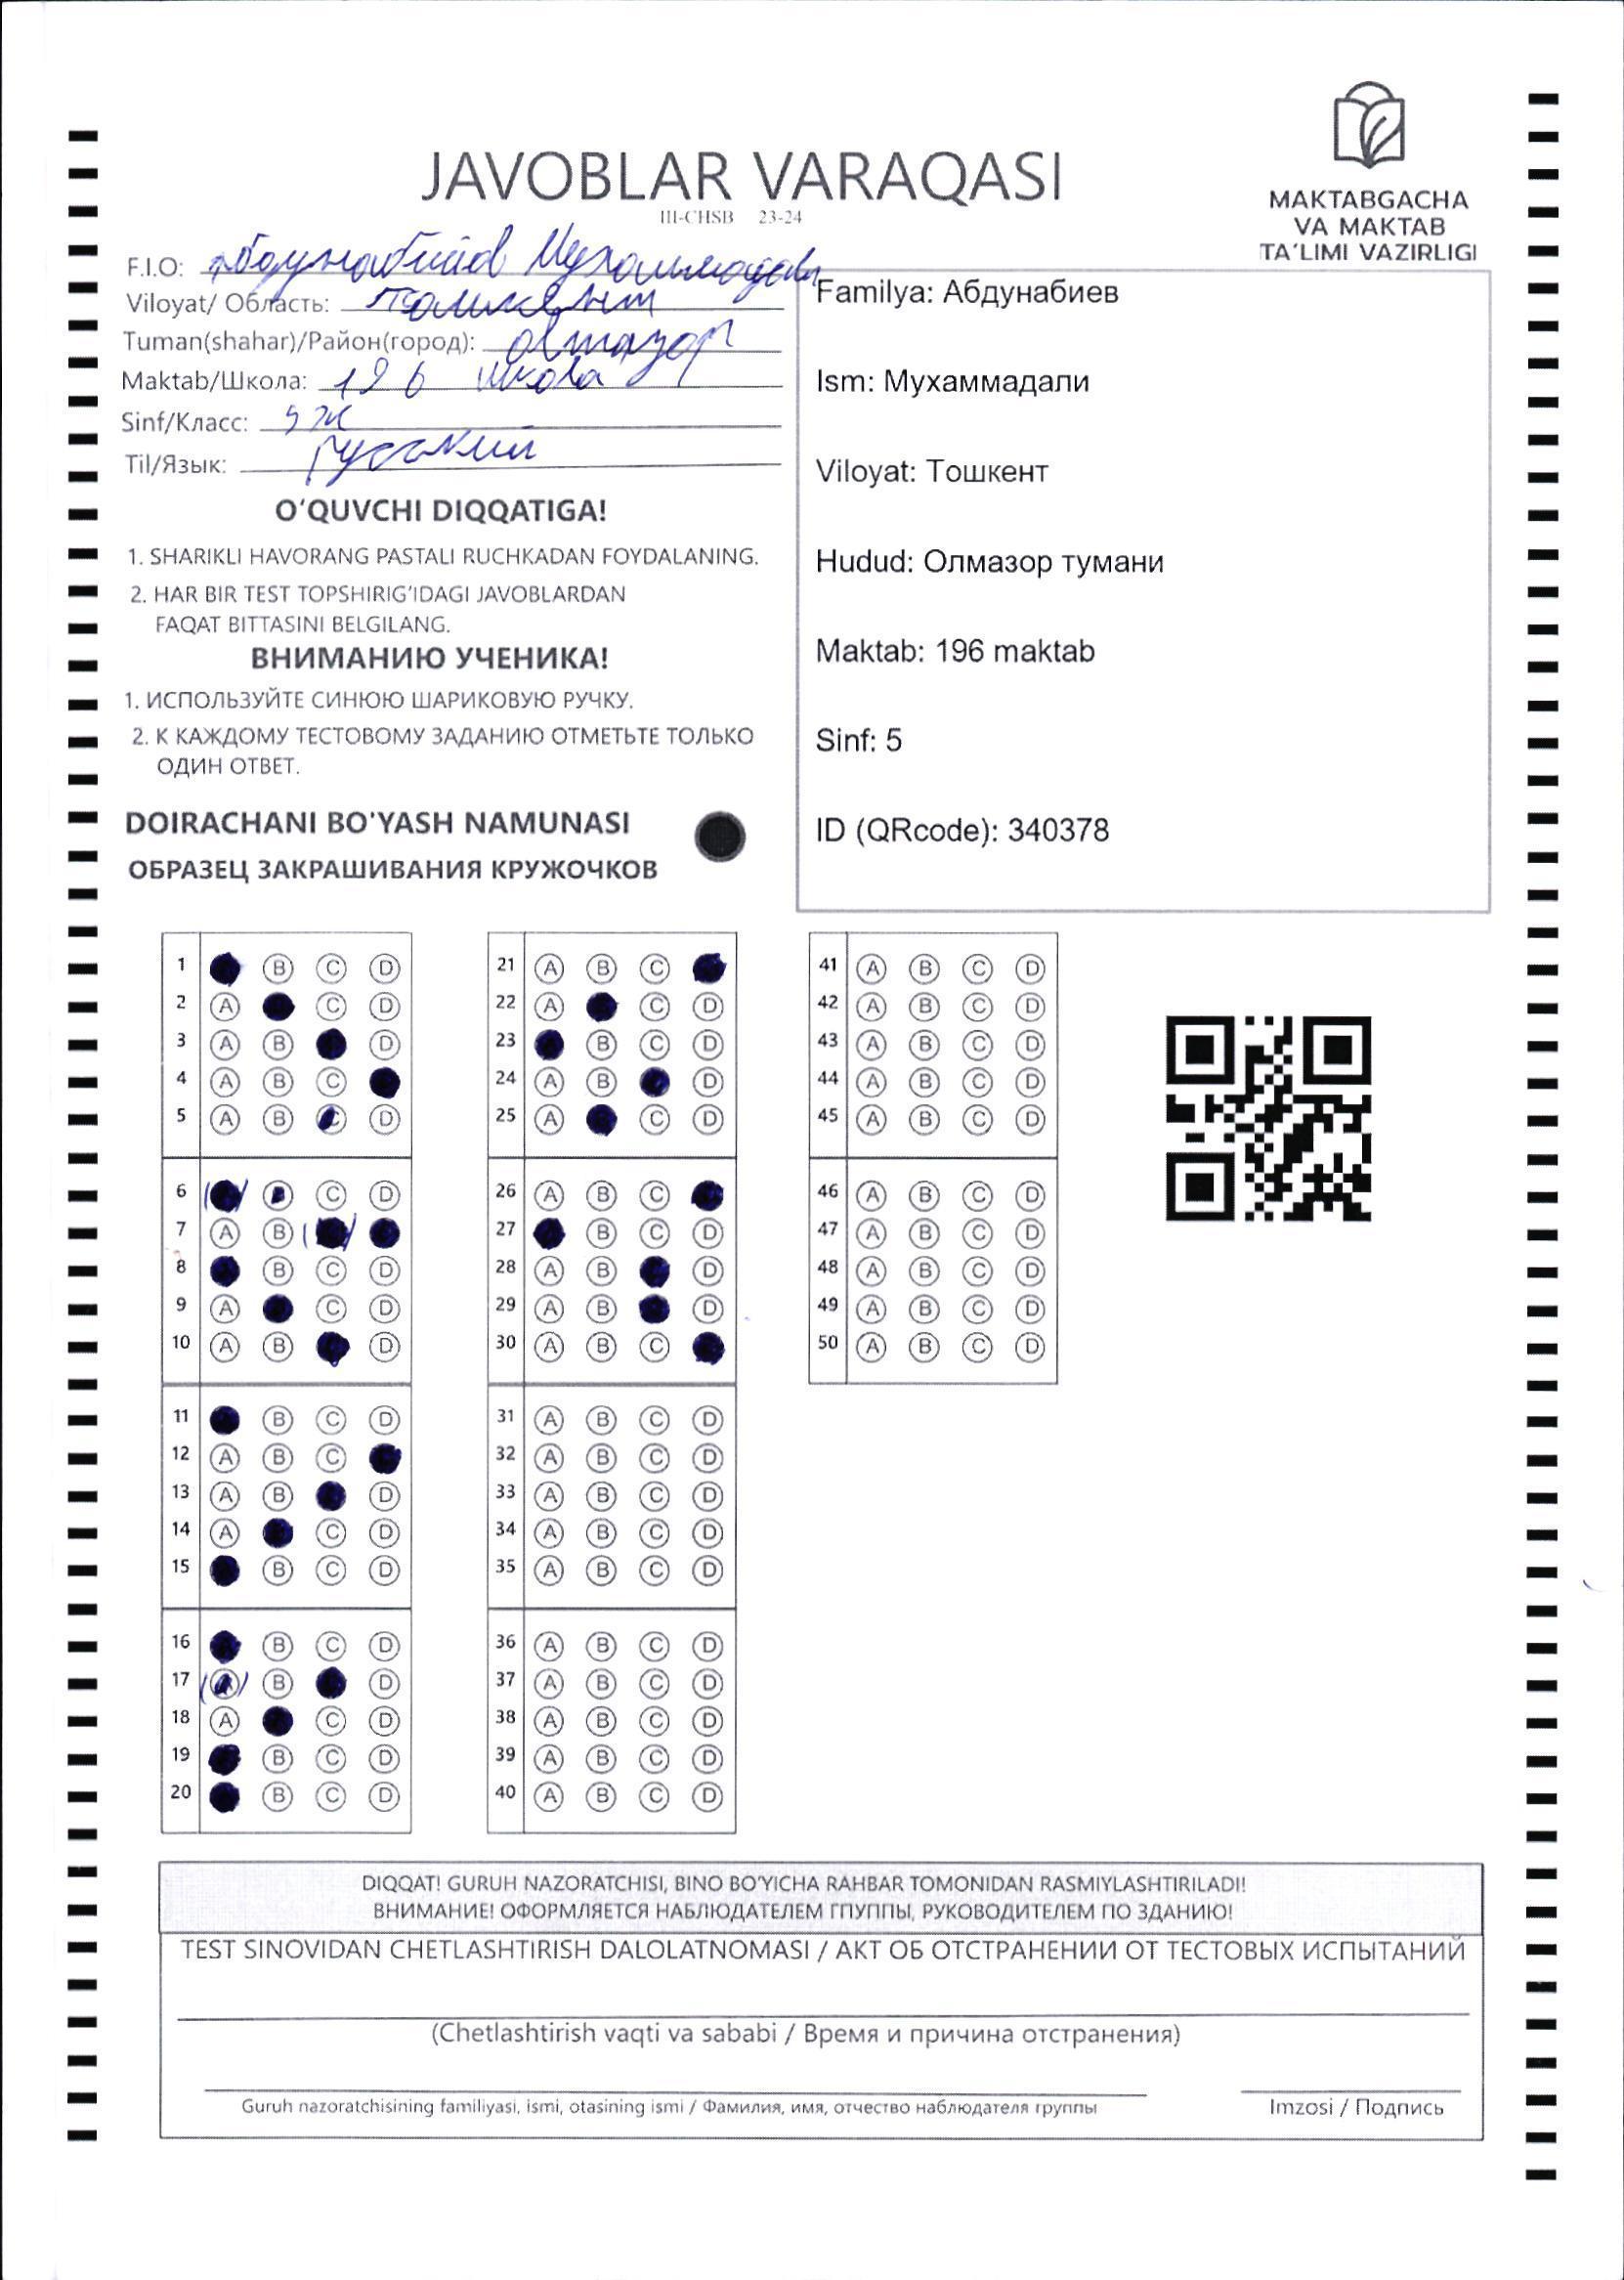 JAVOBLAR VARAQASI
III-CHSB 23-24
MAKTABGACHA
VA MAKTAB
TA'LIMI VAZIRLIGI
F.I.O: Абдунабиев Мухаммадали
Viloyat/ Область: Тошкент
Tuman(shahar)/Район(город): Olmазор
Maktab/Школа: 196 школа
Sinf/Класс: 5 ж
Til/Язык: русский
O'QUVCHI DIQQATIGA!
1. SHARIKLI HAVORANG PASTALI RUCHKADAN FOYDALANING.
2. HAR BIR TEST TOPSHIRIG'IDAGI JAVOBLARDAN
FAQAT BITTASINI BELGILANG.
ВНИМАНИЮ УЧЕНИКА!
1. ИСПОЛЬЗУЙТЕ СИНЮЮ ШАРИКОВУЮ РУЧКУ.
2. К КАЖДОМУ ТЕСТОВОМУ ЗАДАНИЮ ОТМЕТЬТЕ ТОЛЬКО
ОДИН ОТВЕТ.
DOIRACHANI BO'YASH NAMUNASI
ОБРАЗЕЦ ЗАКРАШИВАНИЯ КРУЖОЧКОВ
Familya: Абдунабиев
Ism: Мухаммадали
Viloyat: Тошкент
Hudud: Олмазор тумани
Maktab: 196 maktab
Sinf: 5
ID (QRcode): 340378
1 B C D
2 A C D
3 A B D
4 A B C
5 A B C D
6 B C D
7 A B
8 B C D
9 A C D
10 A B D
11 B C D
12 A B C
13 A B D
14 A C D
15 B C D
16 B C D
17 A B D
18 A C D
19 B C D
20 B C D
21 A B C
22 A C D
23 B C D
24 A B D
25 A C D
26 A B C
27 B C D
28 A B D
29 A B D
30 A B C
31 A B C D
32 A B C D
33 A B C D
34 A B C D
35 A B C D
36 A B C D
37 A B C D
38 A B C D
39 A B C D
40 A B C D
41 A B C D
42 A B C D
43 A B C D
44 A B C D
45 A B C D
46 A B C D
47 A B C D
48 A B C D
49 A B C D
50 A B C D
DIQQAT! GURUH NAZORATCHISI, BINO BO'YICHA RAHBAR TOMONIDAN RASMIYLASHTIRILADI!
ВНИМАНИЕ! ОФОРМЛЯЕТСЯ НАБЛЮДАТЕЛЕМ ГПУППЫ, РУКОВОДИТЕЛЕМ ПО ЗДАНИЮ!
TEST SINOVIDAN CHETLASHTIRISH DALOLATNOMASI / АКТ ОБ ОТСТРАНЕНИИ ОТ ТЕСТОВЫХ ИСПЫТАНИЙ
(Chetlashtirish vaqti va sababi / Время и причина отстранения)
Guruh nazoratchisining familiyasi, ismi, otasining ismi / Фамилия, имя, отчество наблюдателя группы
Imzosi / Подпись